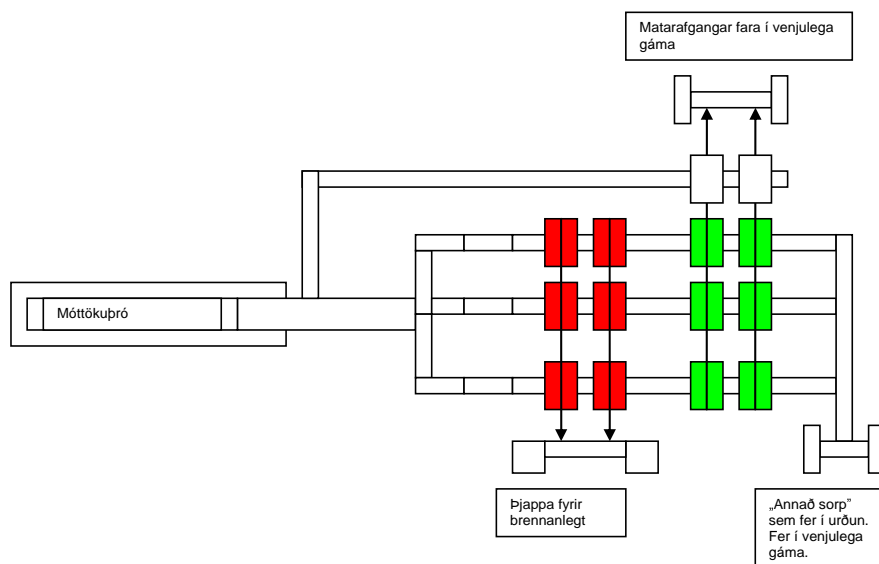 Matarafgangar fara í venjulega
gáma
Móttökuþró
Þjappa fyrir
brennanlegt
„Annað sorp”
sem fer í urðun.
Fer í venjulega
gáma.